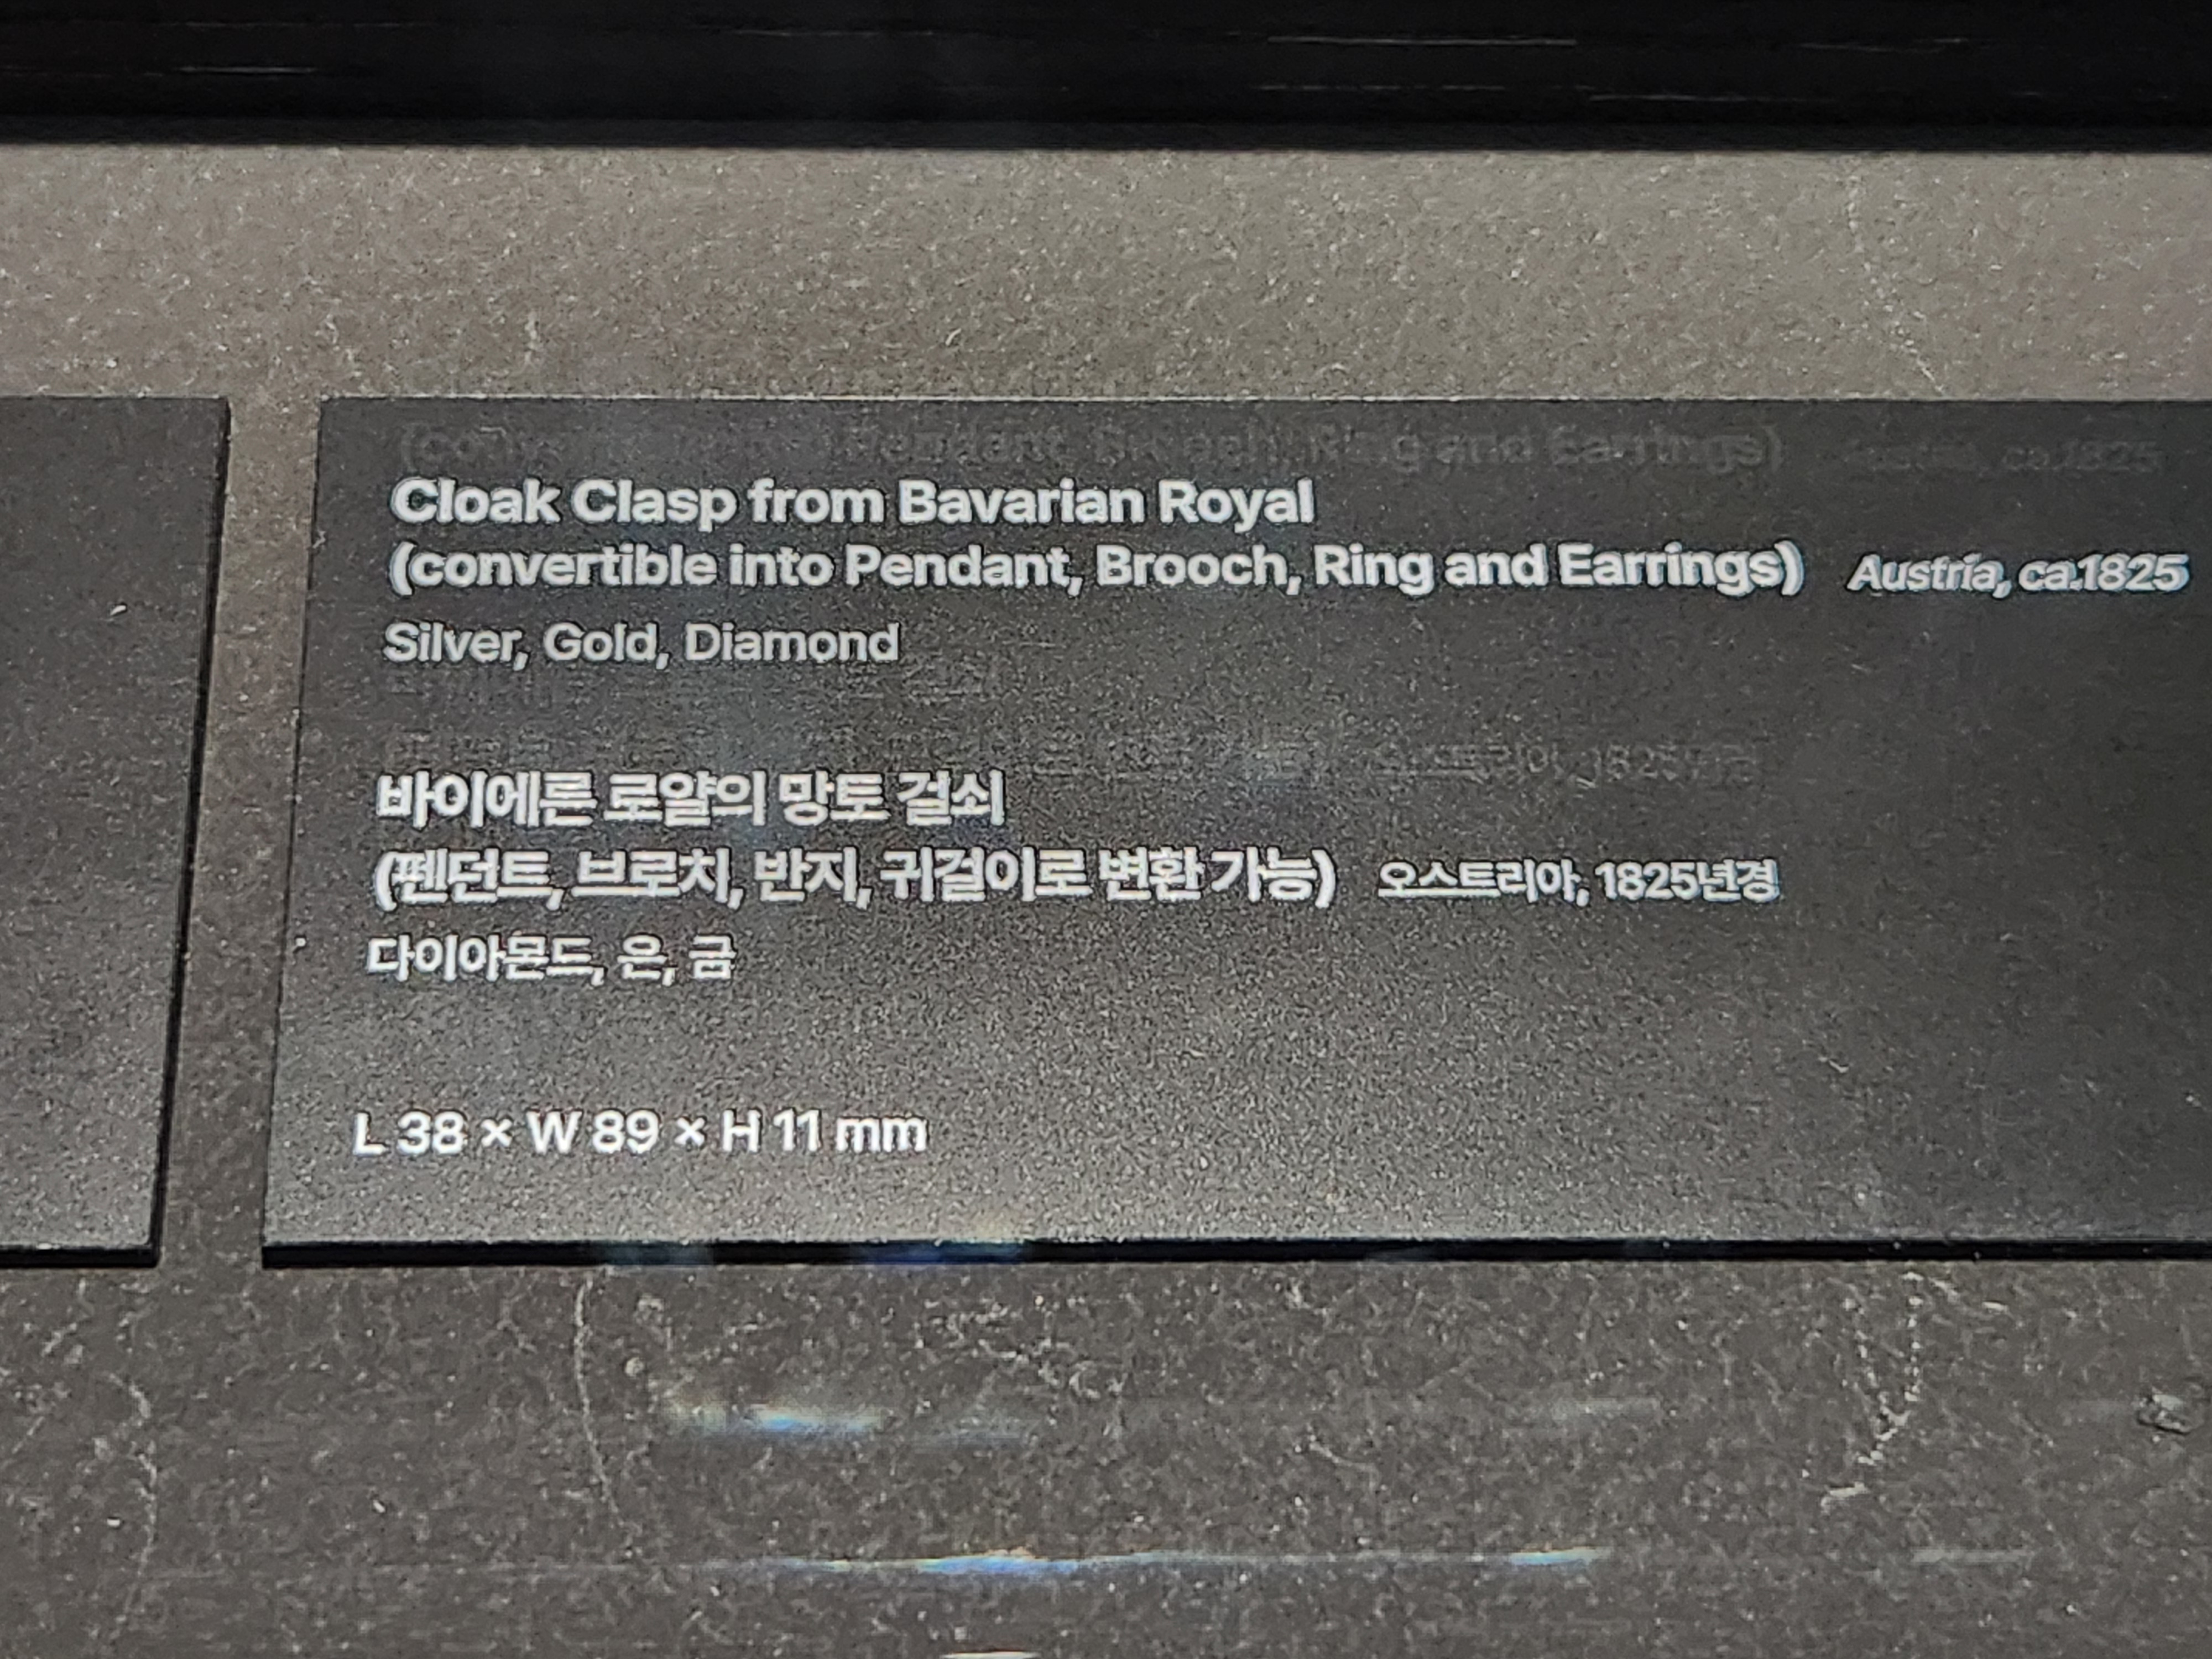 Cloak Clasp from Bavarian Royal
(convertible into Pendant, Brooch, Ring and Earrings) Austria, ca.1825
Silver, Gold, Diamond
바이에른 로얄의 망토 걸쇠
(펜던트, 브로치, 반지, 귀걸이로 변환 가능) 오스트리아, 1825년경
다이아몬드, 은, 금
L 38 × W 89 × H 11 mm